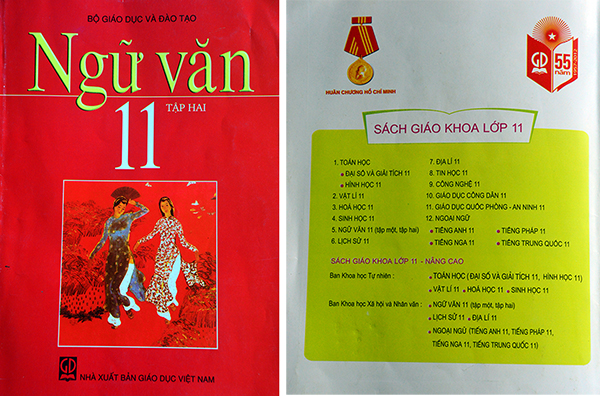 BỘ GIÁO DỤC VÀ ĐÀO TẠO
Ngữ văn
11
TẬP HAI
NHÀ XUẤT BẢN GIÁO DỤC VIỆT NAM
HUÂN CHƯƠNG HỒ CHÍ MINH
GD
55
năm
1957-2012
SÁCH GIÁO KHOA LỚP 11
1. TOÁN HỌC
• ĐẠI SỐ VÀ GIẢI TÍCH 11
• HÌNH HỌC 11
2. VẬT LÍ 11
3. HOÁ HỌC 11
4. SINH HỌC 11
5. NGỮ VĂN 11 (tập một, tập hai)
6. LỊCH SỬ 11
7. ĐỊA LÍ 11
8. TIN HỌC 11
9. CÔNG NGHỆ 11
10. GIÁO DỤC CÔNG DÂN 11
11. GIÁO DỤC QUỐC PHÒNG - AN NINH 11
12. NGOẠI NGỮ
• TIẾNG ANH 11 • TIẾNG PHÁP 11
• TIẾNG NGA 11 • TIẾNG TRUNG QUỐC 11
SÁCH GIÁO KHOA LỚP 11 - NÂNG CAO
Ban Khoa học Tự nhiên : • TOÁN HỌC ( ĐẠI SỐ VÀ GIẢI TÍCH 11, HÌNH HỌC 11)
• VẬT LÍ 11 • HOÁ HỌC 11 • SINH HỌC 11
Ban Khoa học Xã hội và Nhân văn : • NGỮ VĂN 11 (tập một, tập hai)
• LỊCH SỬ 11 • ĐỊA LÍ 11
• NGOẠI NGỮ (TIẾNG ANH 11, TIẾNG PHÁP 11,
TIẾNG NGA 11, TIẾNG TRUNG QUỐC 11)